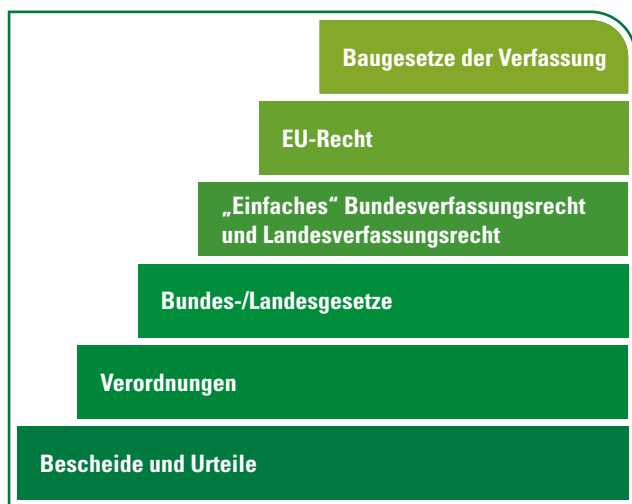 Baugesetze der Verfassung
EU-Recht
„Einfaches“ Bundesverfassungsrecht
und Landesverfassungsrecht
Bundes-/Landesgesetze
Verordnungen
Bescheide und Urteile